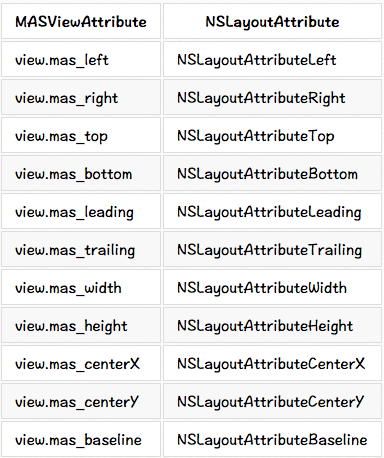 MASViewAttribute NSLayoutAttribute
view.mas_left NSLayoutAttributeLeft
view.mas_right NSLayoutAttributeRight
view.mas_top NSLayoutAttributeTop
view.mas_bottom NSLayoutAttributeBottom
view.mas_leading NSLayoutAttributeLeading
view.mas_trailing NSLayoutAttributeTrailing
view.mas_width NSLayoutAttributeWidth
view.mas_height NSLayoutAttributeHeight
view.mas_centerX NSLayoutAttributeCenterX
view.mas_centerY NSLayoutAttributeCenterY
view.mas_baseline NSLayoutAttributeBaseline